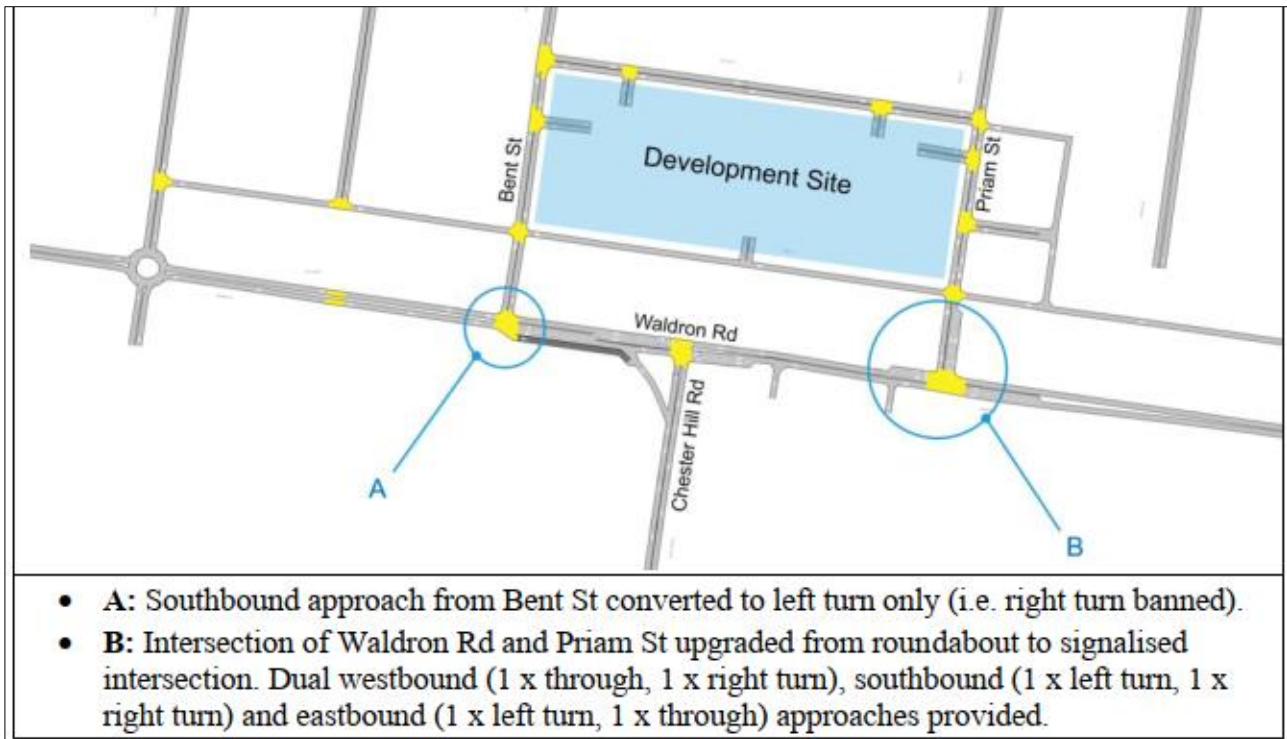 Development Site
Bent St
Priam St
Waldron Rd
Chester Hill Rd
A
B
• A: Southbound approach from Bent St converted to left turn only (i.e. right turn banned).
• B: Intersection of Waldron Rd and Priam St upgraded from roundabout to signalised
intersection. Dual westbound (1 x through, 1 x right turn), southbound (1 x left turn, 1 x
right turn) and eastbound (1 x left turn, 1 x through) approaches provided.